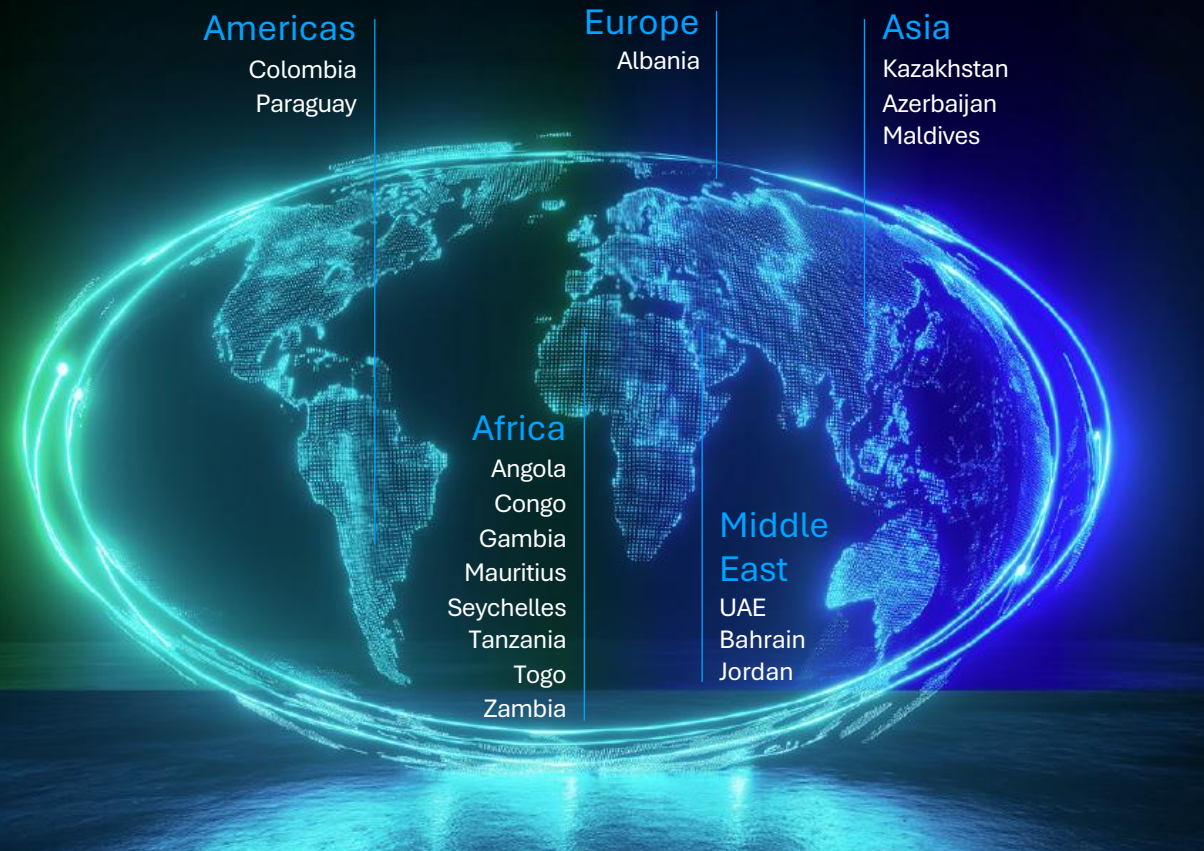 Americas
Colombia
Paraguay
Europe
Albania
Asia
Kazakhstan
Azerbaijan
Maldives
Africa
Angola
Congo
Gambia
Mauritius
Seychelles
Tanzania
Togo
Zambia
Middle
East
UAE
Bahrain
Jordan